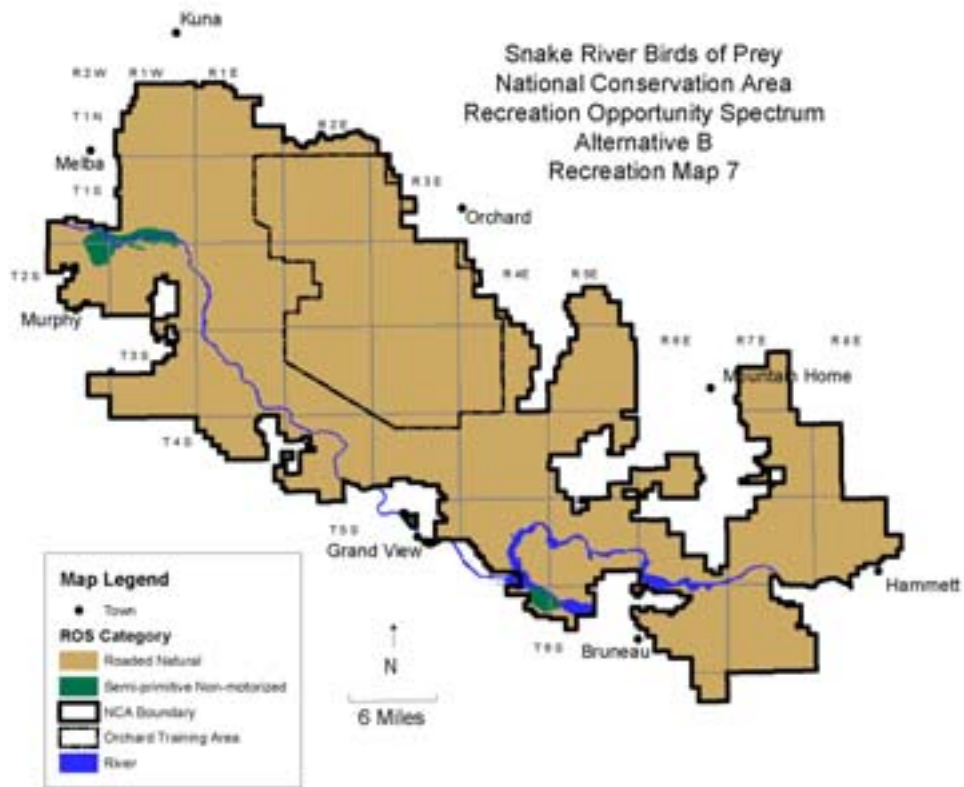 Kuna
Snake River Birds of Prey
National Conservation Area
Recreation Opportunity Spectrum
Alternative B
Recreation Map 7
R2W R1W R1E
T1N
R2E
Melba
T1S
R3E
Orchard
T2S
R4E
R5E
Murphy
T3S
R6E
R7E
R8E
Mountain Home
T4S
T5S
Grand View
Hammett
T6S
Bruneau
N
6 Miles
Map Legend
Town
ROS Category
Roaded Natural
Semi-primitive Non-motorized
NCA Boundary
Orchard Training Area
River